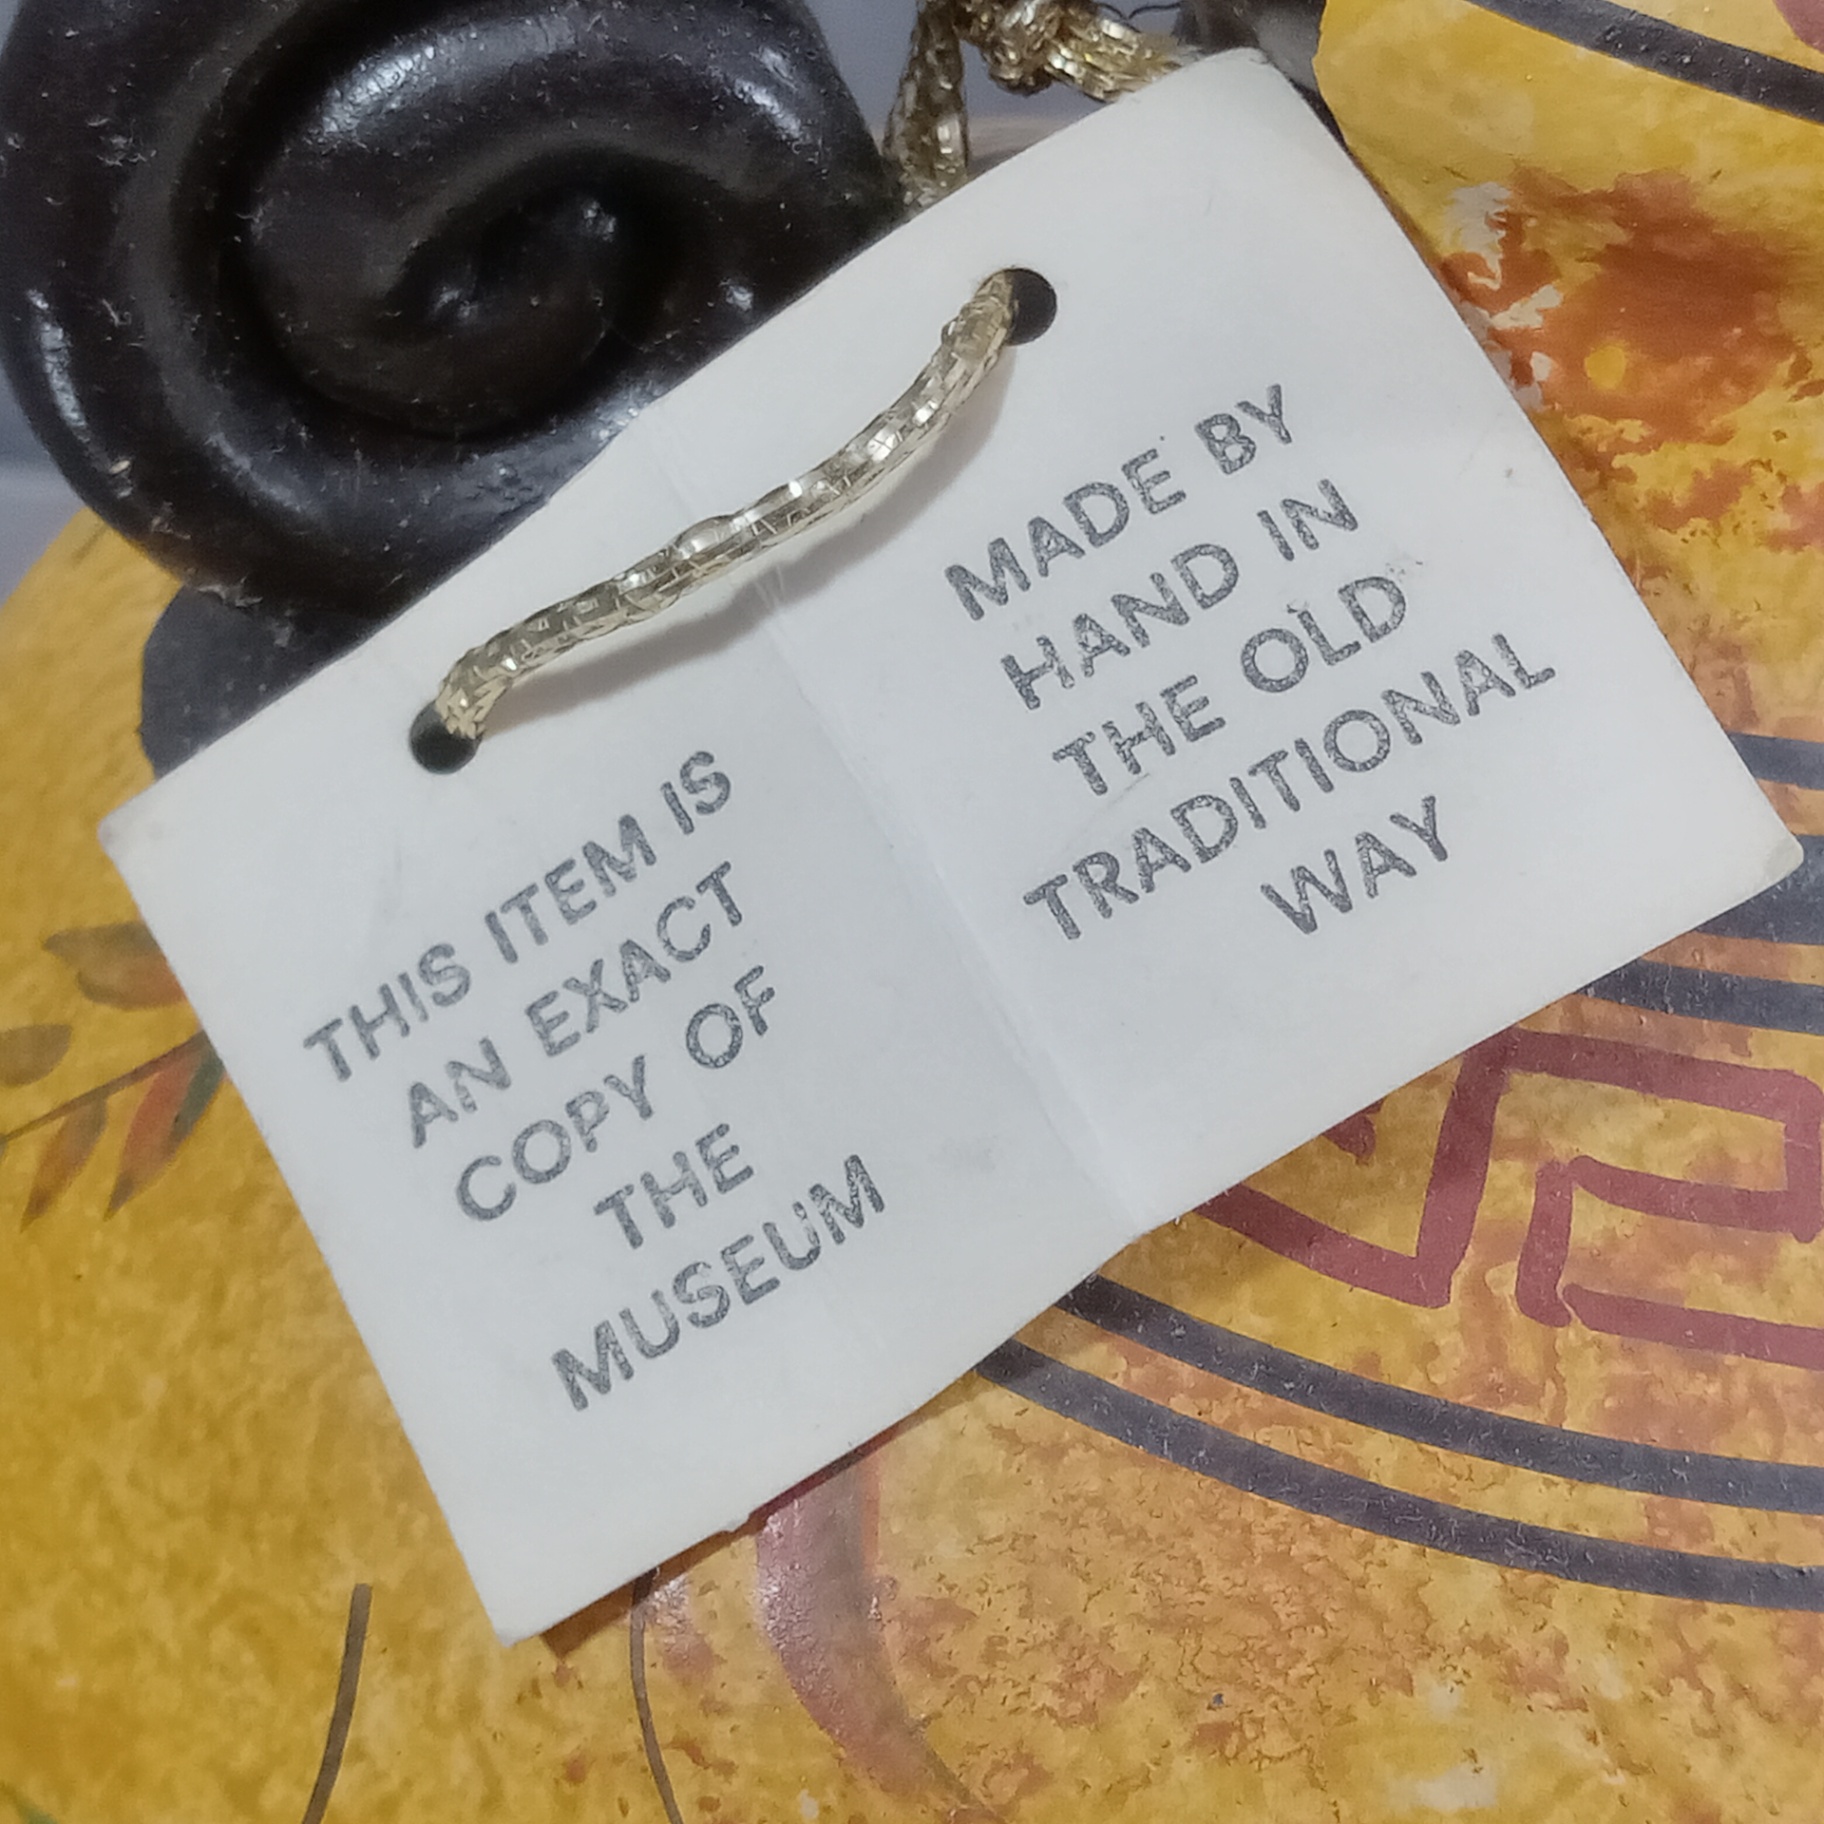 THIS ITEM IS
AN EXACT
COPY OF
THE
MUSEUM
MADE BY
HAND IN
THE OLD
TRADITIONAL
WAY